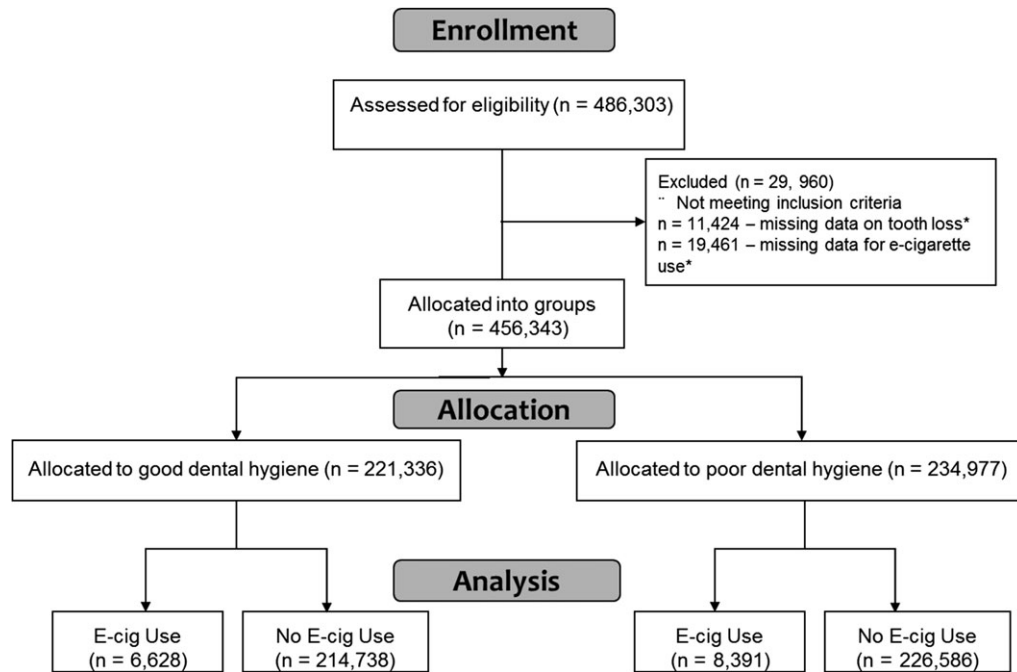 Enrollment
Assessed for eligibility (n = 486,303)
Excluded (n = 29, 960)
¨ Not meeting inclusion criteria
n = 11,424 – missing data on tooth loss*
n = 19,461 – missing data for e-cigarette
use*
Allocated into groups
(n = 456,343)
Allocation
Allocated to good dental hygiene (n = 221,336)
Allocated to poor dental hygiene (n = 234,977)
Analysis
E-cig Use
(n = 6,628)
No E-cig Use
(n = 214,738)
E-cig Use
(n = 8,391)
No E-cig Use
(n = 226,586)